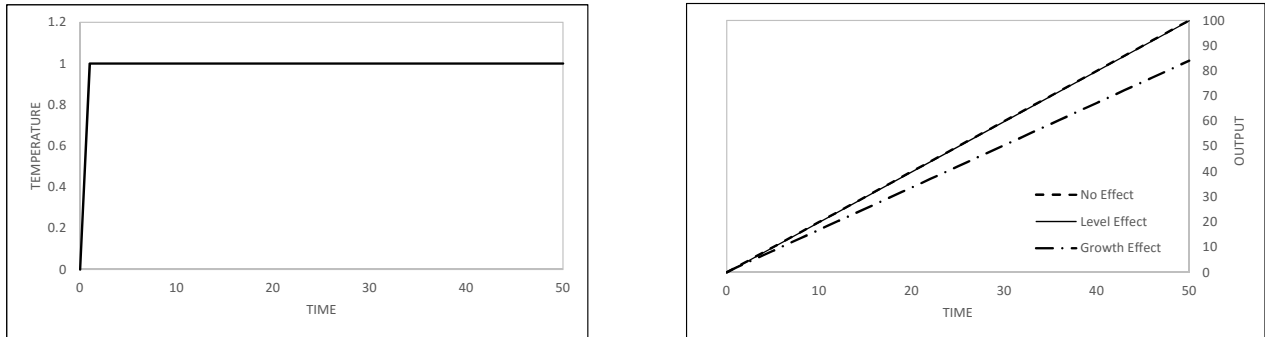 1.2
1
0.8
0.6
0.4
0.2
0
TEMPERATURE
0 10 20 30 40 50
TIME
100
90
80
70
60
50
40
30
20
10
0
OUTPUT
No Effect
Level Effect
Growth Effect
0 10 20 30 40 50
TIME